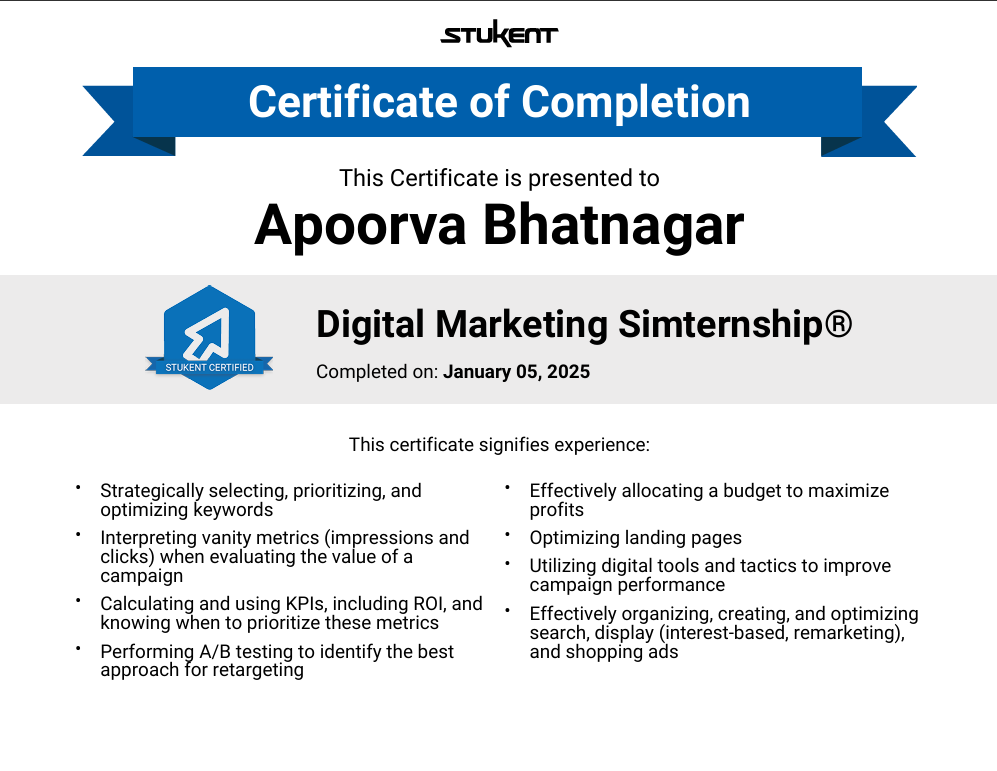 STUKENT
Certificate of Completion
This Certificate is presented to
Apoorva Bhatnagar
STUKENT CERTIFIED
Digital Marketing Simternship®
Completed on: January 05, 2025
This certificate signifies experience:
• Strategically selecting, prioritizing, and
optimizing keywords
• Interpreting vanity metrics (impressions and
clicks) when evaluating the value of a
campaign
• Calculating and using KPIs, including ROI, and
knowing when to prioritize these metrics
• Performing A/B testing to identify the best
approach for retargeting
• Effectively allocating a budget to maximize
profits
• Optimizing landing pages
• Utilizing digital tools and tactics to improve
campaign performance
• Effectively organizing, creating, and optimizing
search, display (interest-based, remarketing),
and shopping ads